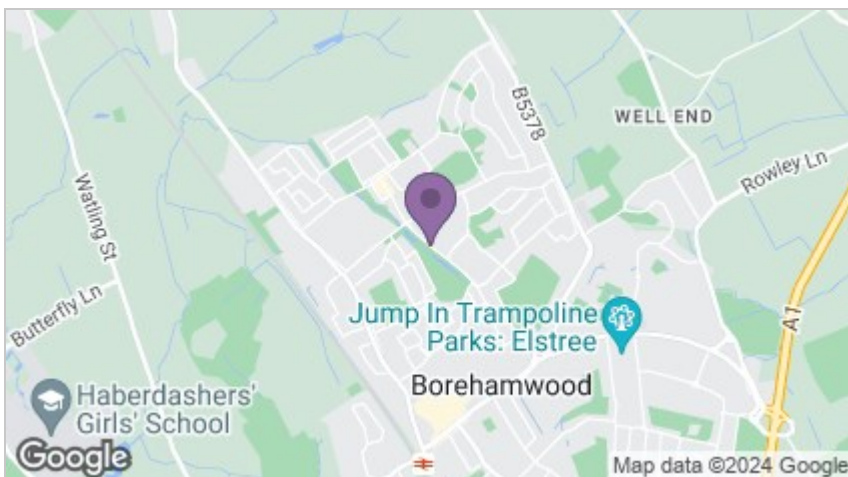 B5378
WELL END
Rowley Ln
Watling St
A1
Butterfly Ln
Jump In Trampoline
Parks: Elstree
Borehamwood
Haberdashers'
Girls' School
Google
Map data ©2024 Google